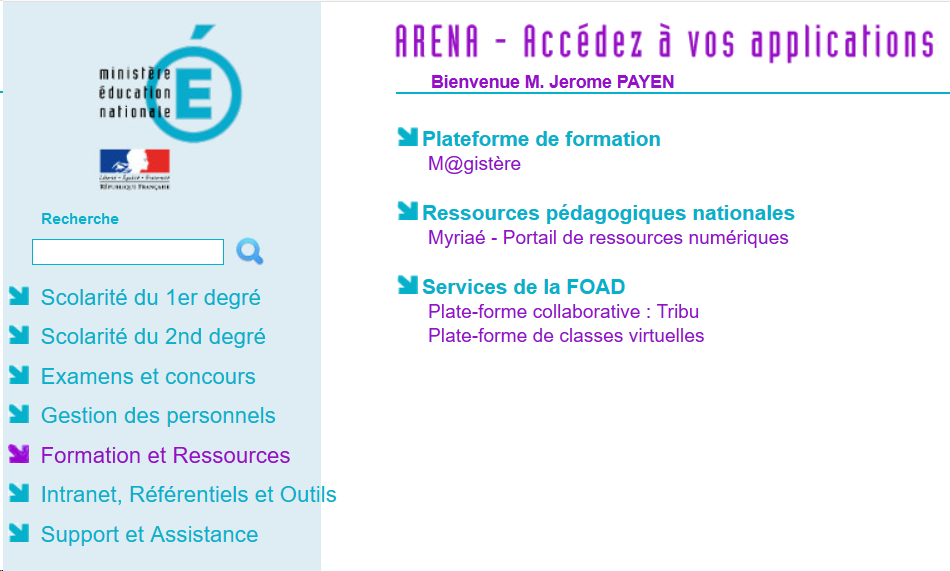 ministère
éducation
nationale
É
Liberté • Égalité • Fraternité
RÉPUBLIQUE FRANÇAISE
Recherche
Scolarité du 1er degré
Scolarité du 2nd degré
Examens et concours
Gestion des personnels
Formation et Ressources
Intranet, Référentiels et Outils
Support et Assistance
ARENA - Accédez à vos applications
Bienvenue M. Jerome PAYEN
Plateforme de formation
M@gistère
Ressources pédagogiques nationales
Myriaé - Portail de ressources numériques
Services de la FOAD
Plate-forme collaborative : Tribu
Plate-forme de classes virtuelles